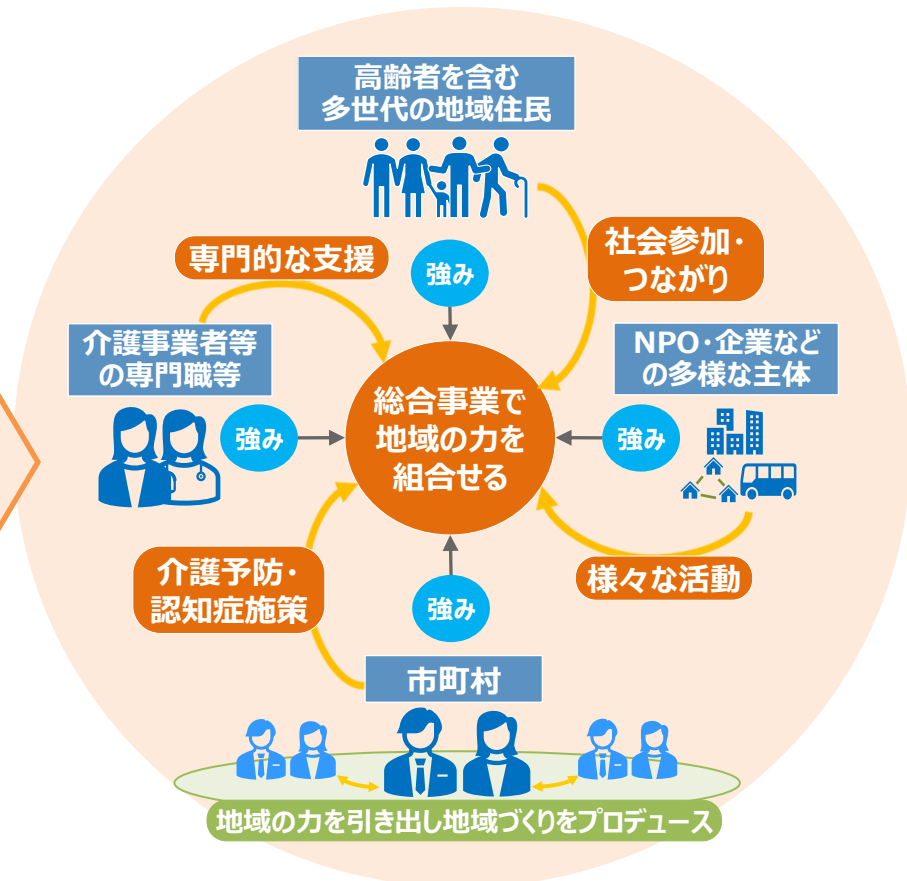 高齢者を含む
多世代の地域住民
専門的な支援
強み
社会参加・
つながり
介護事業者等
の専門職等
NPO・企業など
の多様な主体
総合事業で
地域の力を
組合せる
強み
強み
介護予防・
認知症施策
強み
様々な活動
市町村
地域の力を引き出し地域づくりをプロデュース